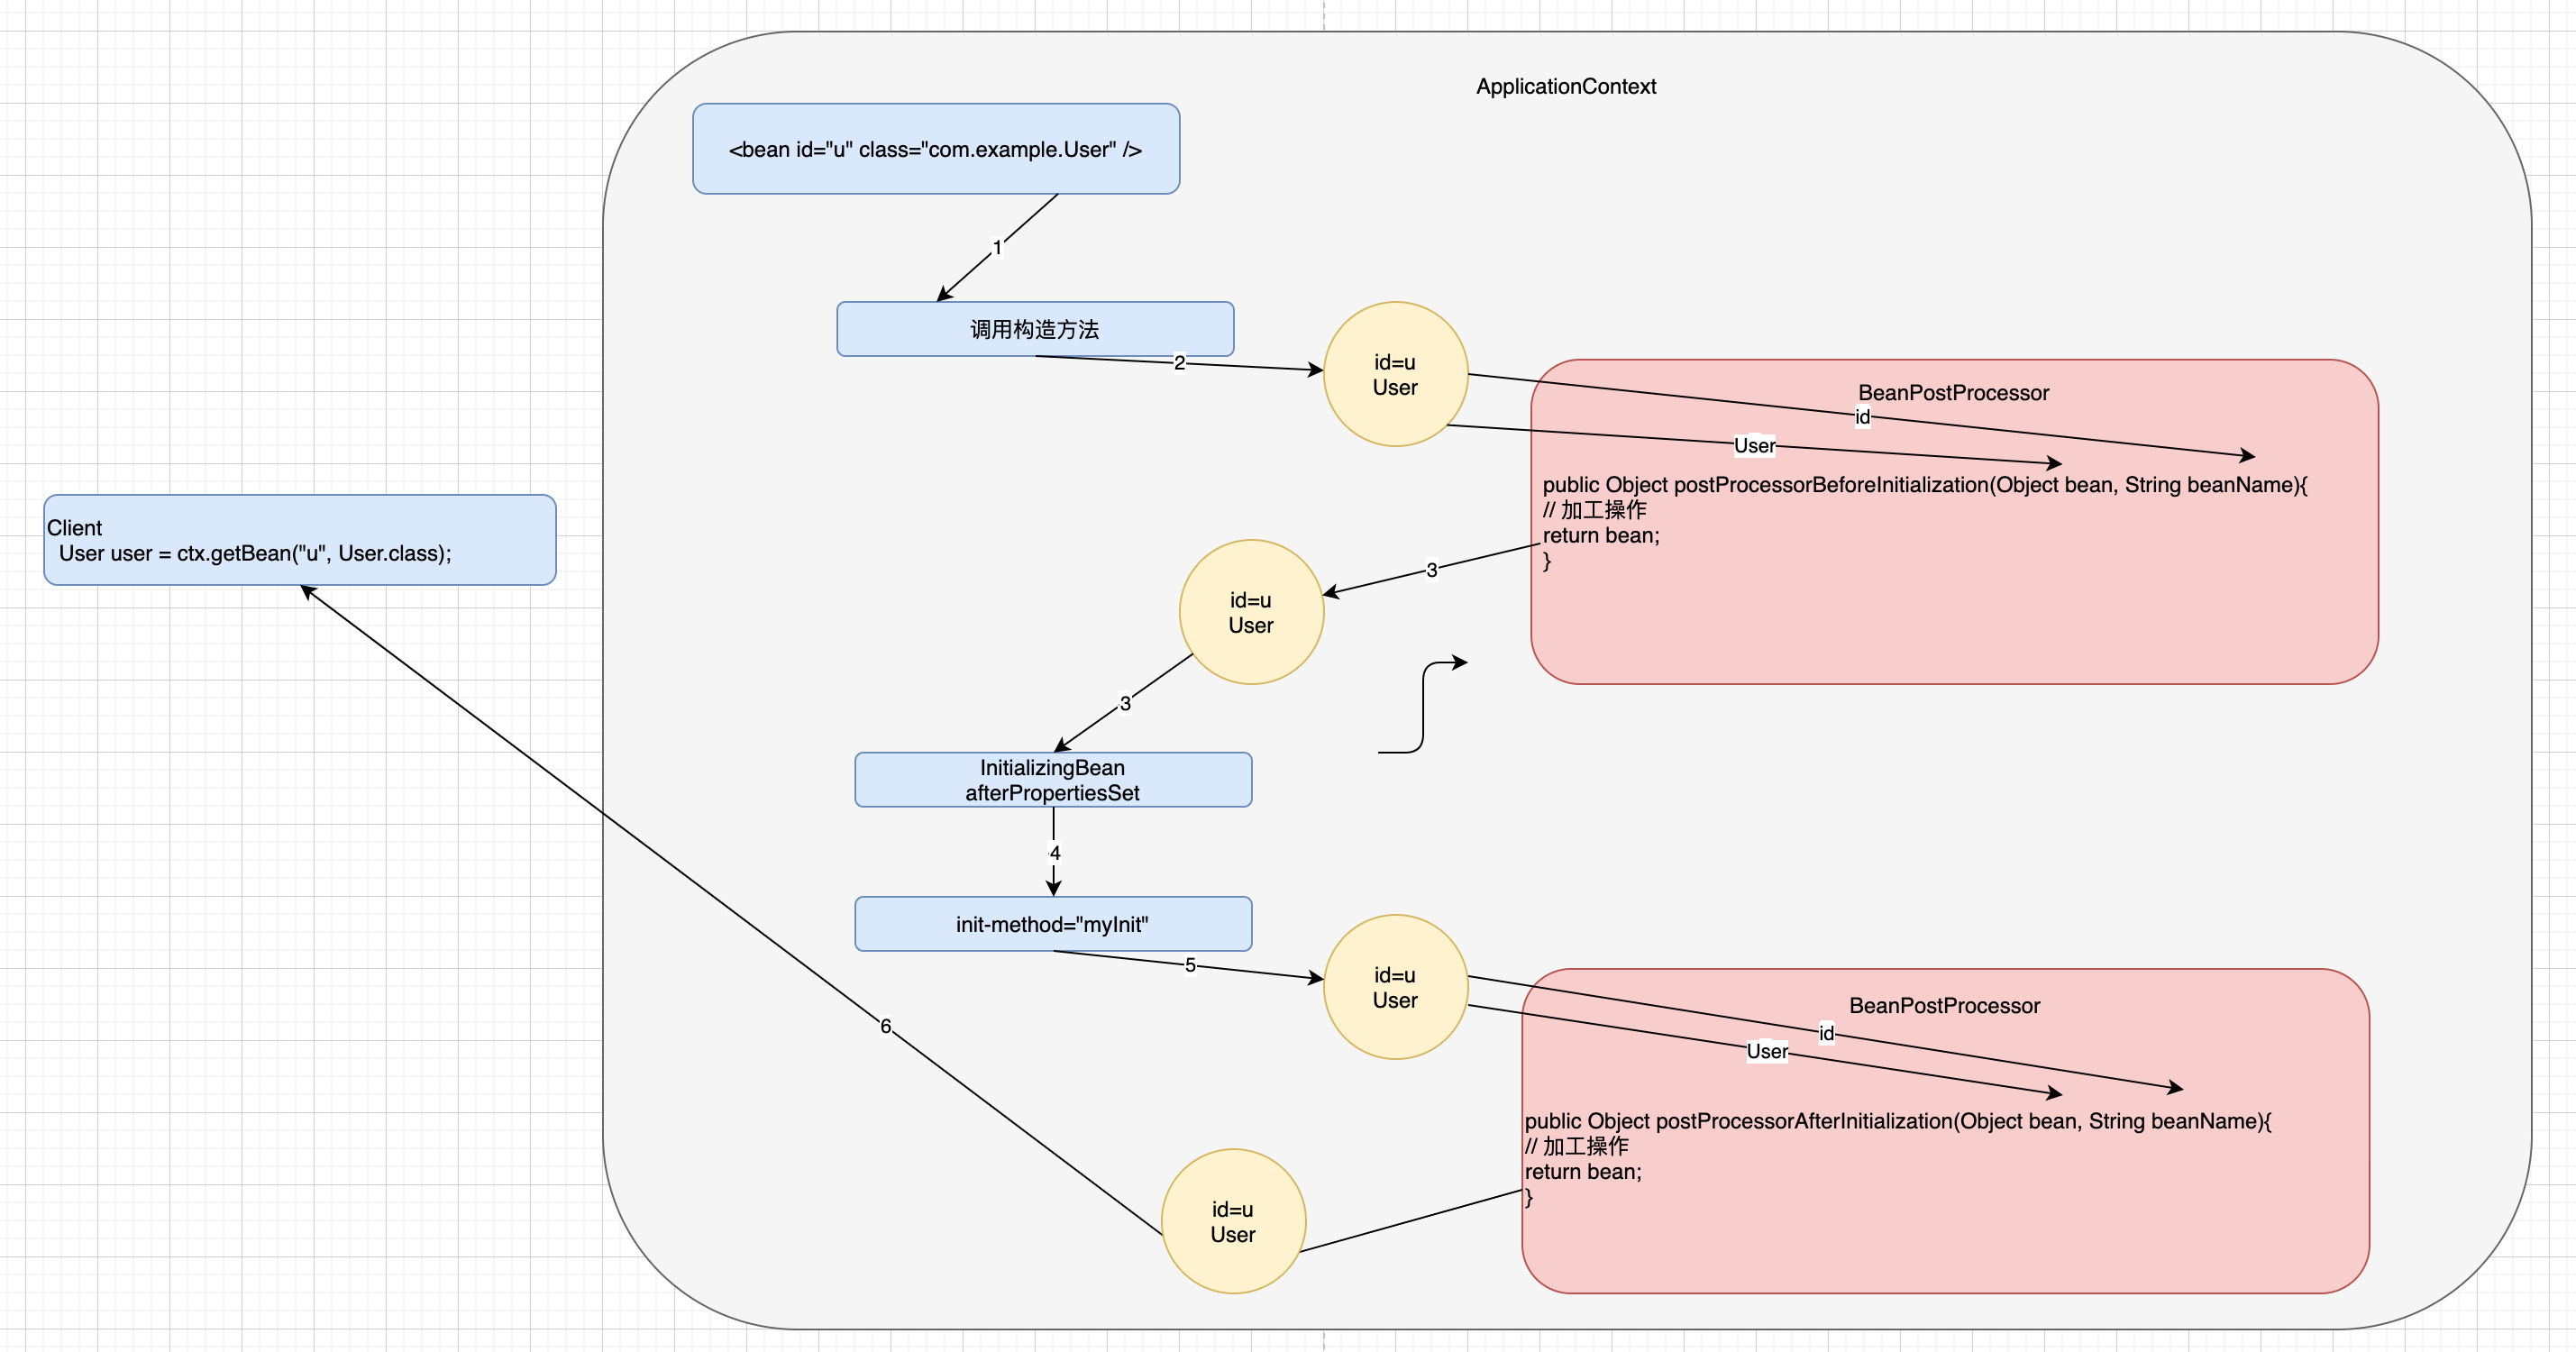 ApplicationContext
<bean id="u" class="com.example.User" />
1
调用构造方法
2
id=u
User
BeanPostProcessor
id
User
public Object postProcessorBeforeInitialization(Object bean, String beanName){
// 加工操作
return bean;
}
Client
User user = ctx.getBean("u", User.class);
3
id=u
User
3
InitializingBean
afterPropertiesSet
4
init-method="myInit"
5
id=u
User
BeanPostProcessor
id
User
public Object postProcessorAfterInitialization(Object bean, String beanName){
// 加工操作
return bean;
}
6
id=u
User